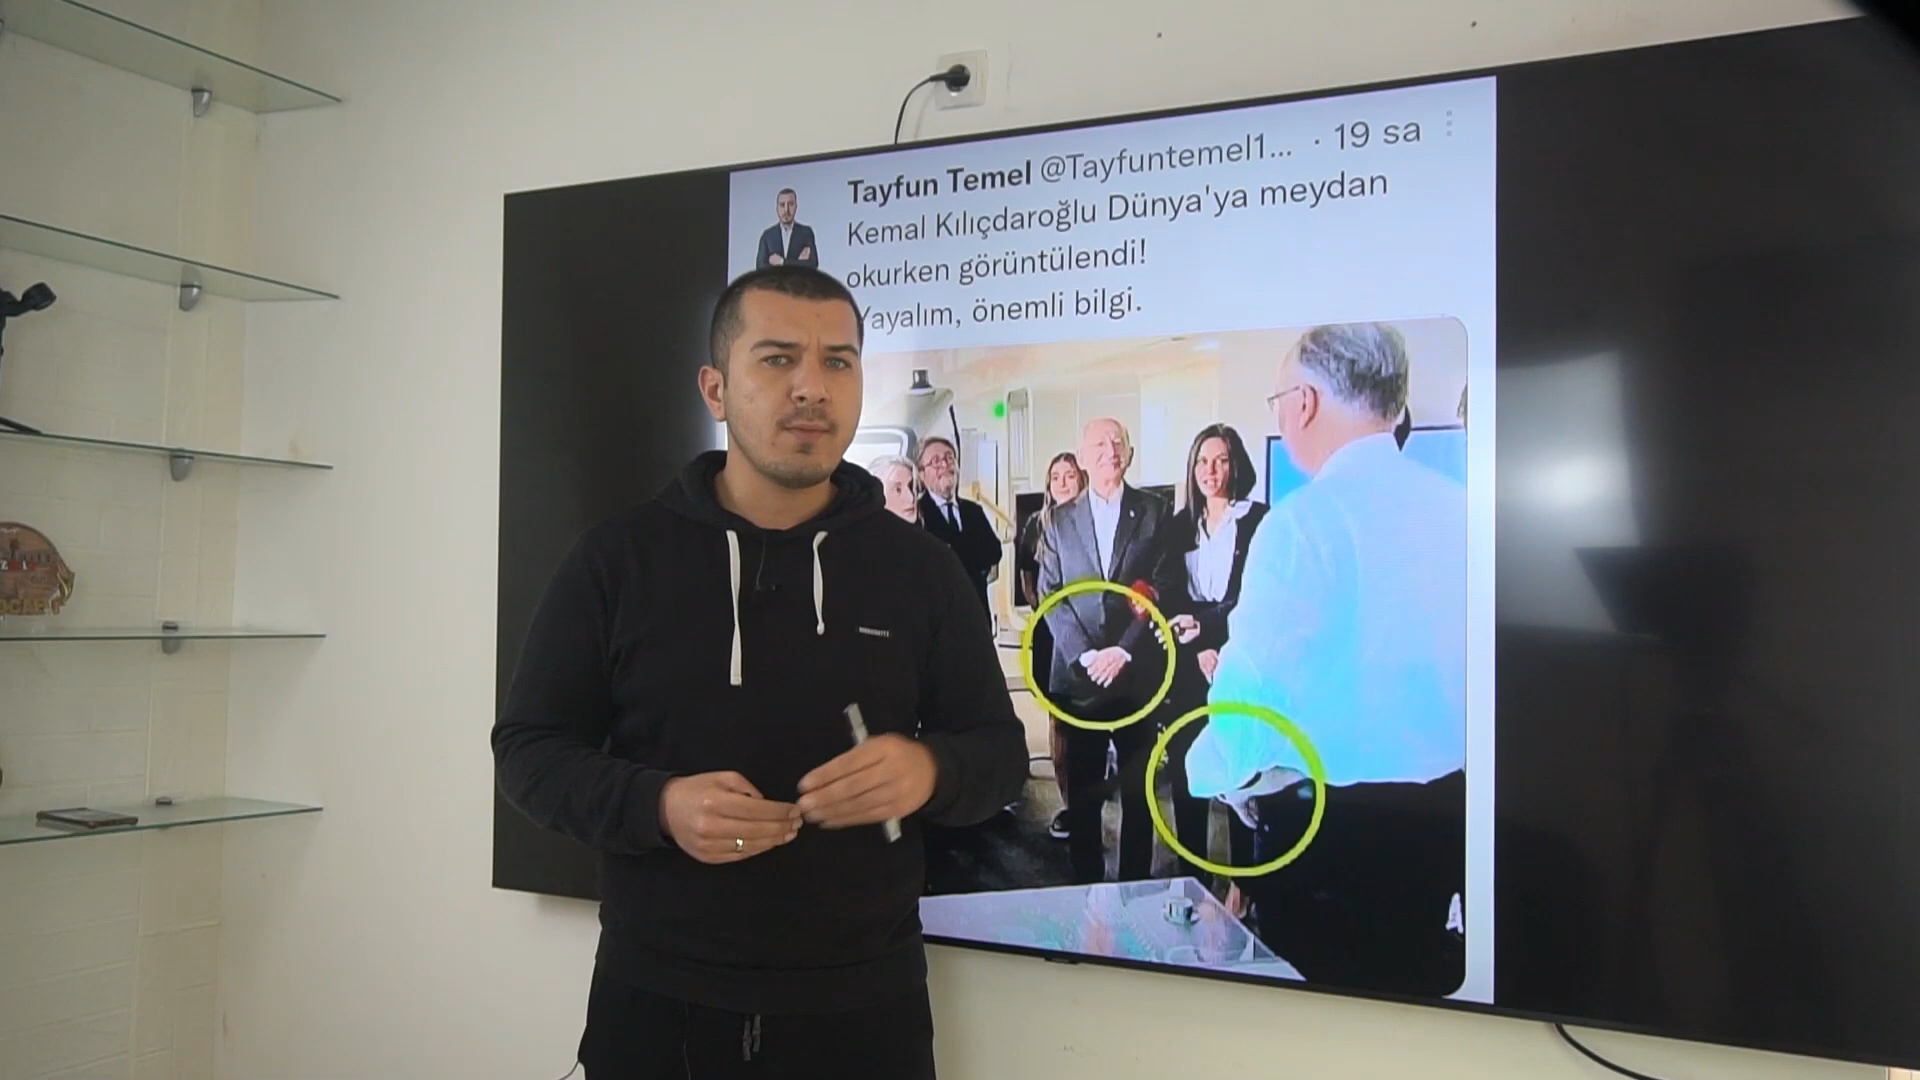 Tayfun Temel @Tayfuntemel1... · 19 sa
Kemal Kılıçdaroğlu Dünya'ya meydan
okurken görüntülendi!
Yayalım, önemli bilgi.